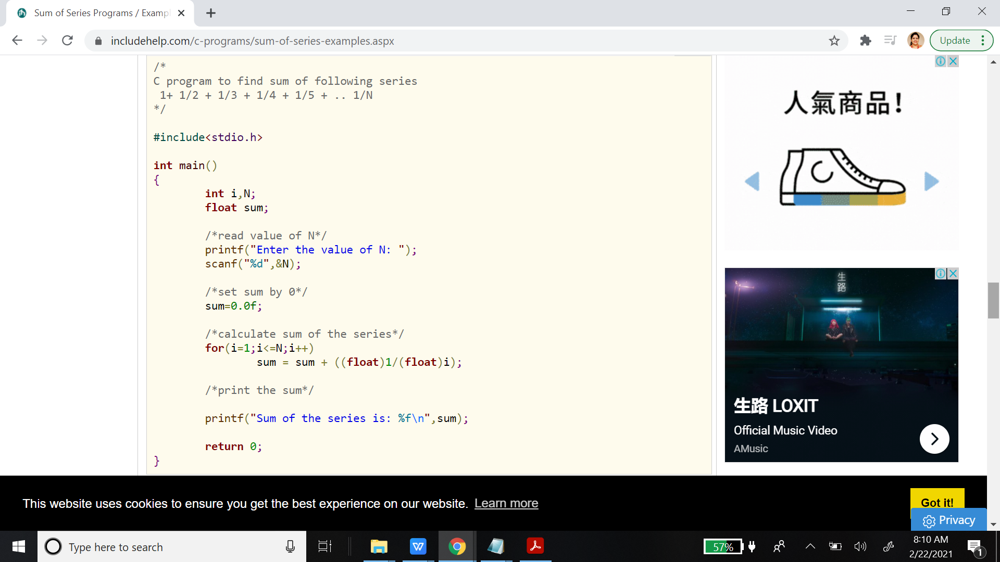 Sum of Series Programs / Examp
includehelp.com/c-programs/sum-of-series-examples.aspx
Update
/*
C program to find sum of following series
1+ 1/2 + 1/3 + 1/4 + 1/5 + .. 1/N
*/
#include<stdio.h>
int main()
{
int i,N;
float sum;
/*read value of N*/
printf("Enter the value of N: ");
scanf("%d",&N);
/*set sum by 0*/
sum=0.0f;
/*calculate sum of the series*/
for(i=1;i<=N;i++)
sum = sum + ((float)1/(float)i);
/*print the sum*/
printf("Sum of the series is: %f\n",sum);
return 0;
}
人氣商品!
生路
生路 LOXIT
Official Music Video
AMusic
This website uses cookies to ensure you get the best experience on our website. Learn more
Got it!
Privacy
Type here to search
57%
8:10 AM
2/22/2021
1